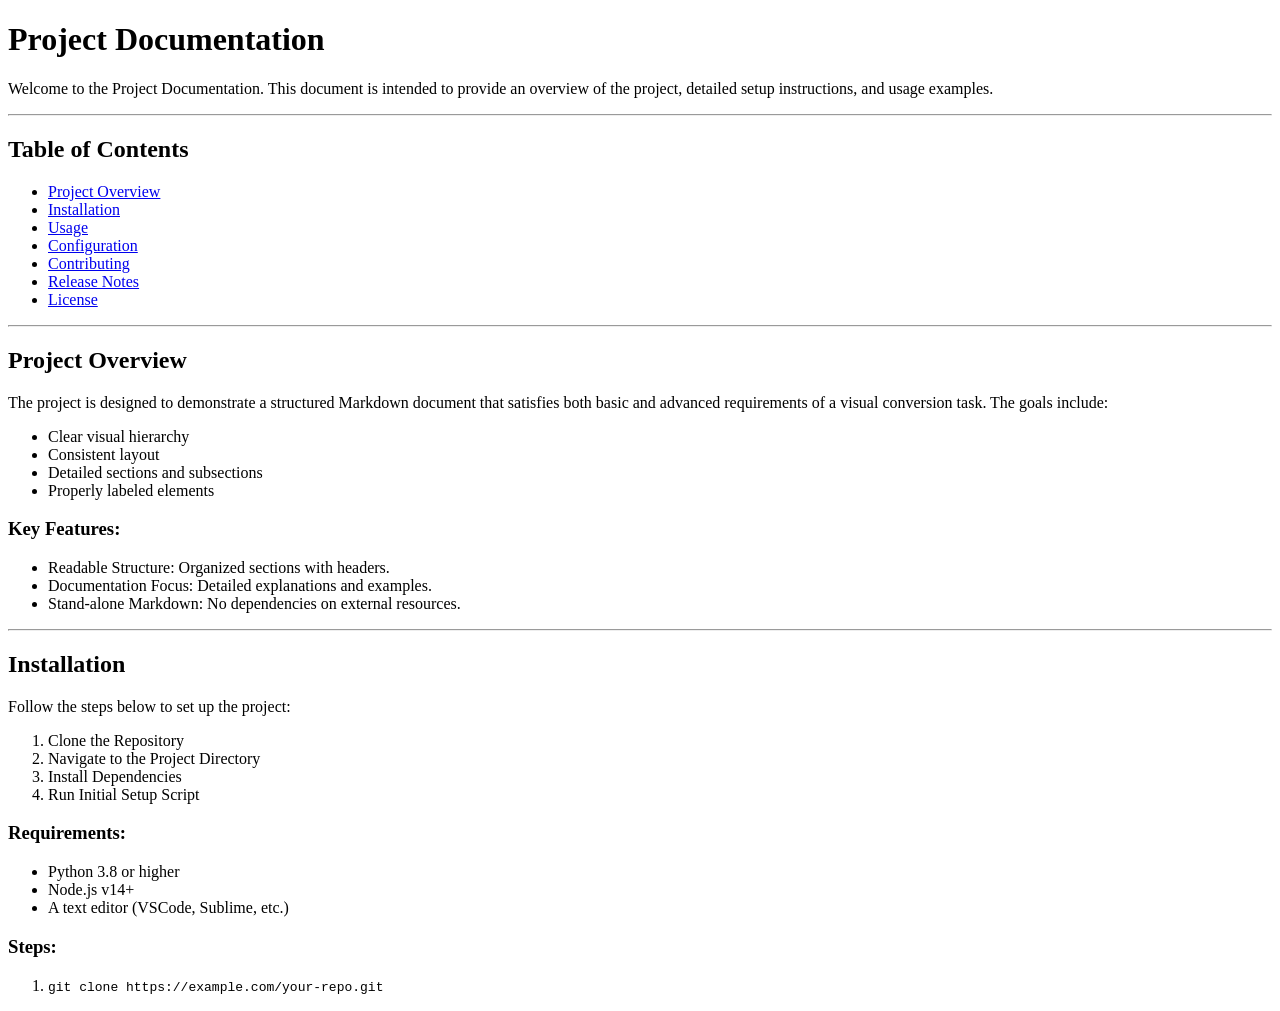 Project Documentation
Welcome to the Project Documentation. This document is intended to provide an overview of the project, detailed setup instructions, and usage examples.
Table of Contents
Project Overview
Installation
Usage
Configuration
Contributing
Release Notes
License
Project Overview
The project is designed to demonstrate a structured Markdown document that satisfies both basic and advanced requirements of a visual conversion task. The goals include:
Clear visual hierarchy
Consistent layout
Detailed sections and subsections
Properly labeled elements
Key Features:
Readable Structure: Organized sections with headers.
Documentation Focus: Detailed explanations and examples.
Stand-alone Markdown: No dependencies on external resources.
Installation
Follow the steps below to set up the project:
1. Clone the Repository
2. Navigate to the Project Directory
3. Install Dependencies
4. Run Initial Setup Script
Requirements:
Python 3.8 or higher
Node.js v14+
A text editor (VSCode, Sublime, etc.)
Steps:
1. git clone https://example.com/your-repo.git